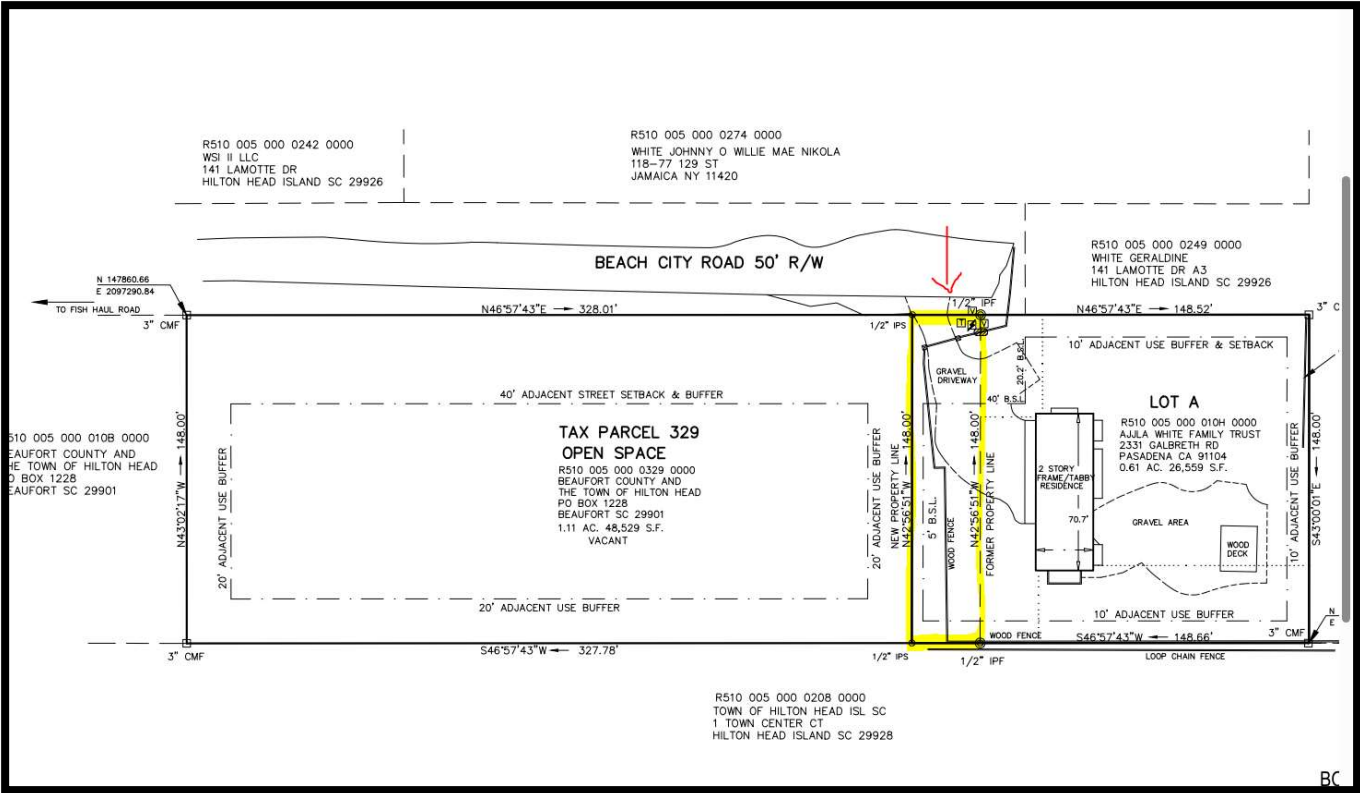 R510 005 000 0242 0000
WSI II LLC
141 LAMOTTE DR
HILTON HEAD ISLAND SC 29926
R510 005 000 0274 0000
WHITE JOHNNY O WILLIE MAE NIKOLA
118-77 129 ST
JAMAICA NY 11420
R510 005 000 0249 0000
WHITE GERALDINE
141 LAMOTTE DR A3
HILTON HEAD ISLAND SC 29926
BEACH CITY ROAD 50' R/W
N 147860.66
E 2097290.84
TO FISH HAUL ROAD
3" CMF
N46°57'43"E 328.01'
1/2" IPS
1/2" IPF
N46°57'43"E 148.52'
3" C
T
V
V
10' ADJACENT USE BUFFER & SETBACK
GRAVEL
DRIVEWAY
20.2' B.S.L.
40' B.S.L.
40' ADJACENT STREET SETBACK & BUFFER
TAX PARCEL 329
OPEN SPACE
R510 005 000 0329 0000
BEAUFORT COUNTY AND
THE TOWN OF HILTON HEAD
PO BOX 1228
BEAUFORT SC 29901
1.11 AC. 48,529 S.F.
VACANT
510 005 000 010B 0000
EAUFORT COUNTY AND
HE TOWN OF HILTON HEAD
O BOX 1228
EAUFORT SC 29901
N43°02'17"W 148.00'
20' ADJACENT USE BUFFER
20' ADJACENT USE BUFFER
NEW PROPERTY LINE
N42°56'51"W 148.00'
5' B.S.L.
WOOD FENCE
N42°56'51"W 148.00'
FORMER PROPERTY LINE
LOT A
R510 005 000 010H 0000
AJJLA WHITE FAMILY TRUST
2331 GALBRETH RD
PASADENA CA 91104
0.61 AC. 26,559 S.F.
2 STORY
FRAME/TABBY
RESIDENCE
70.7'
GRAVEL AREA
WOOD
DECK
10' ADJACENT USE BUFFER
S43°00'01"E 148.00'
20' ADJACENT USE BUFFER
10' ADJACENT USE BUFFER
N
E
3" CMF
S46°57'43"W 327.78'
1/2" IPS
1/2" IPF
WOOD FENCE
S46°57'43"W 148.66'
3" CMF
LOOP CHAIN FENCE
R510 005 000 0208 0000
TOWN OF HILTON HEAD ISL SC
1 TOWN CENTER CT
HILTON HEAD ISLAND SC 29928
BC